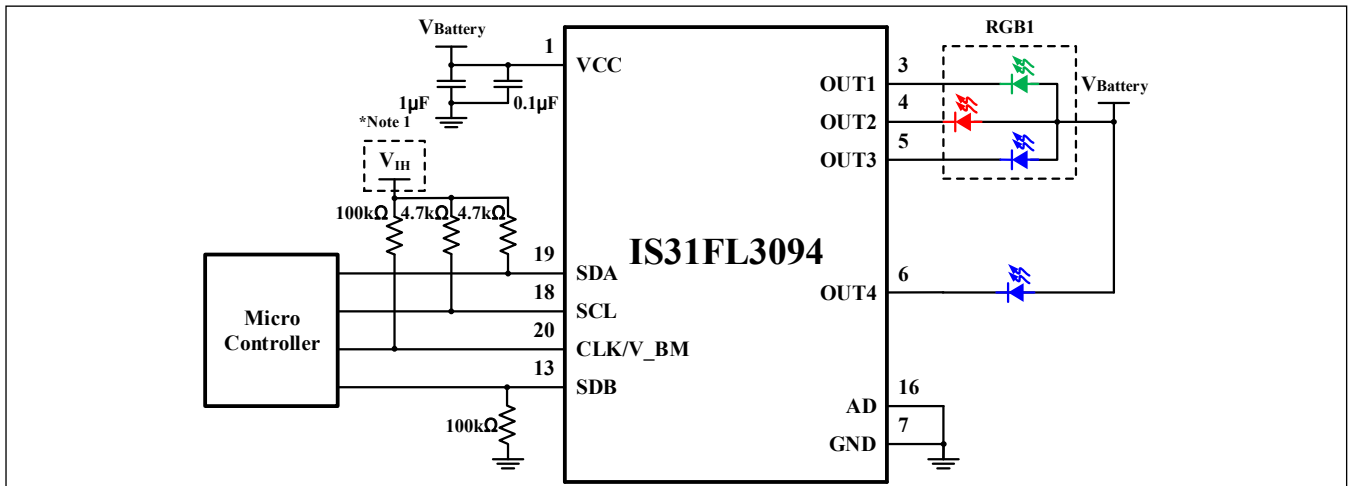 VBattery
1
VCC
1µF
0.1µF
*Note 1
VIH
100kΩ
4.7kΩ
4.7kΩ
Micro
Controller
19
SDA
18
SCL
20
CLK/V_BM
13
SDB
100kΩ
IS31FL3094
RGB1
3
OUT1
4
OUT2
5
OUT3
VBattery
6
OUT4
16
AD
7
GND